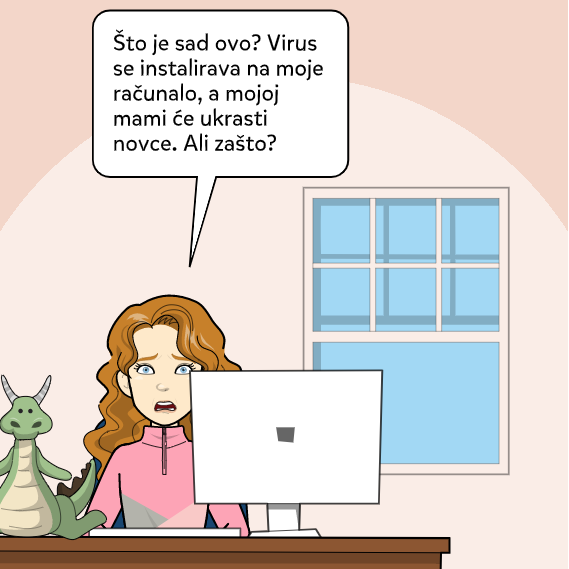 Što je sad ovo? Virus
se instalirava na moje
računalo, a mojoj
mami će ukrasti
novce. Ali zašto?